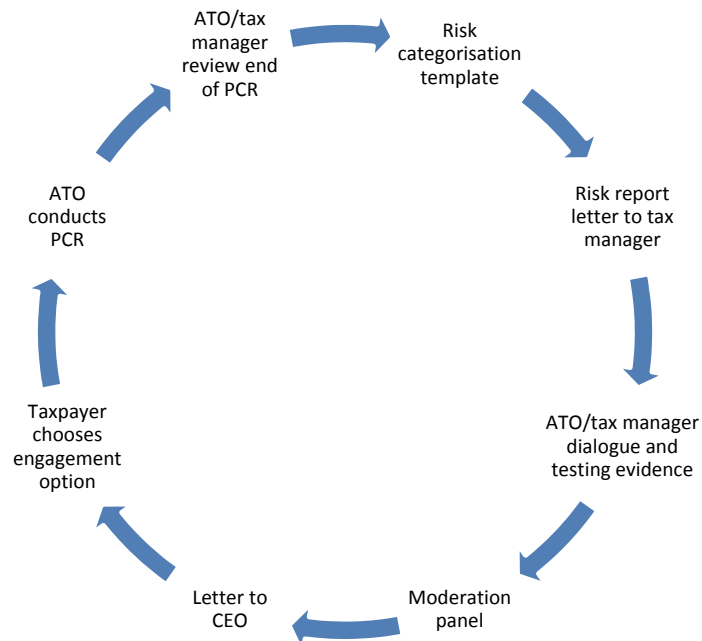 ATO/tax
manager
review end
of PCR
Risk
categorisation
template
Risk report
letter to tax
manager
ATO/tax manager
dialogue and
testing evidence
Moderation
panel
Letter to
CEO
Taxpayer
chooses
engagement
option
ATO
conducts
PCR